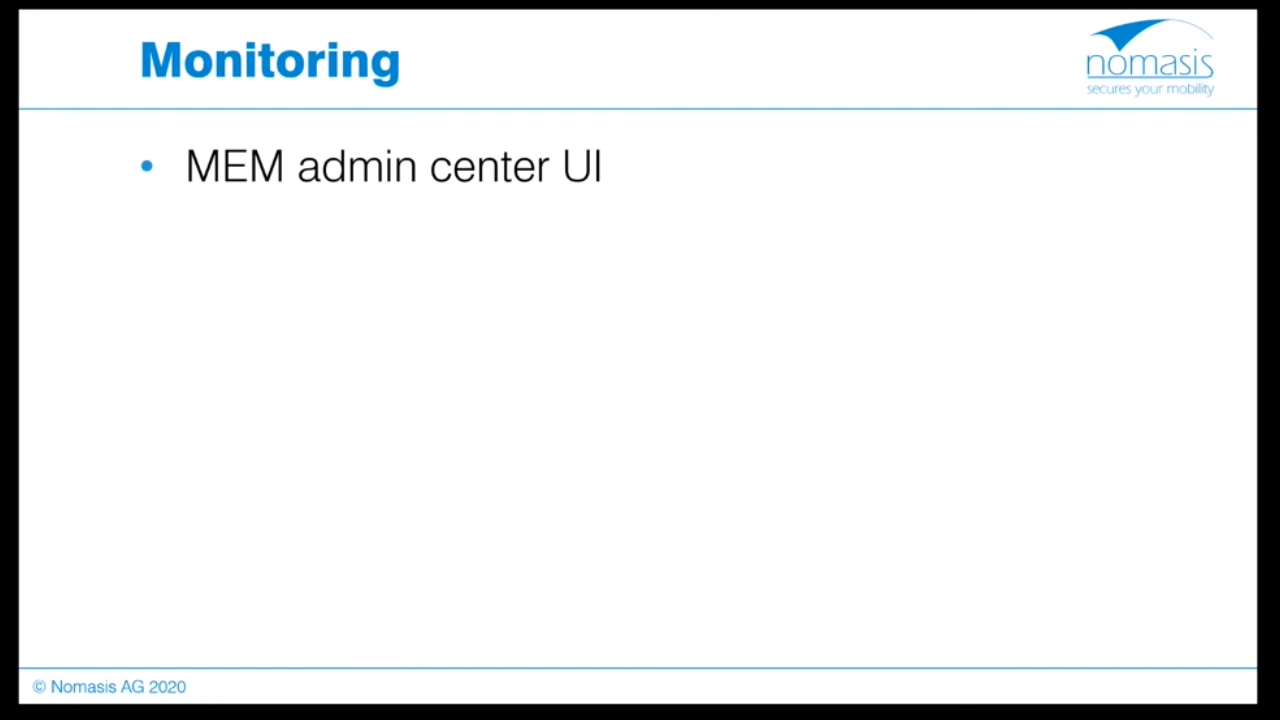 Monitoring
nomasis
secures your mobility
• MEM admin center UI
© Nomasis AG 2020